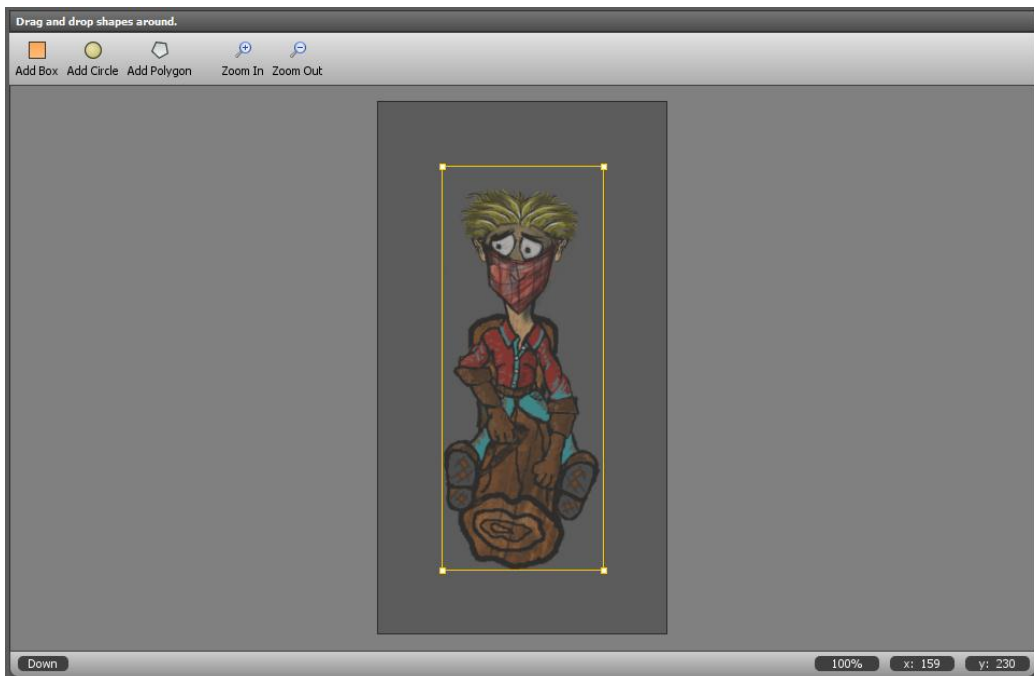 Drag and drop shapes around.
Add Box Add Circle Add Polygon Zoom In Zoom Out
Down 100% x: 159 y: 230